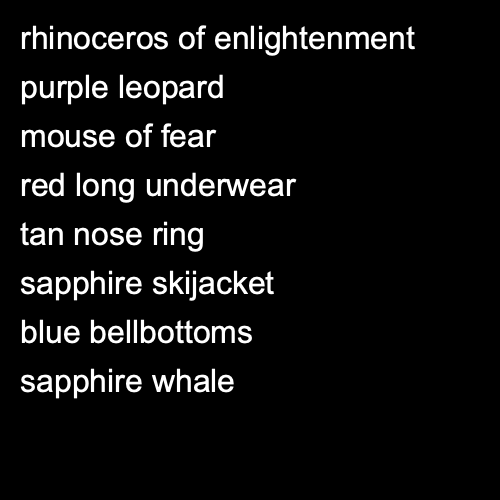 rhinoceros of enlightenment
purple leopard
mouse of fear
red long underwear
tan nose ring
sapphire skijacket
blue bellbottoms
sapphire whale